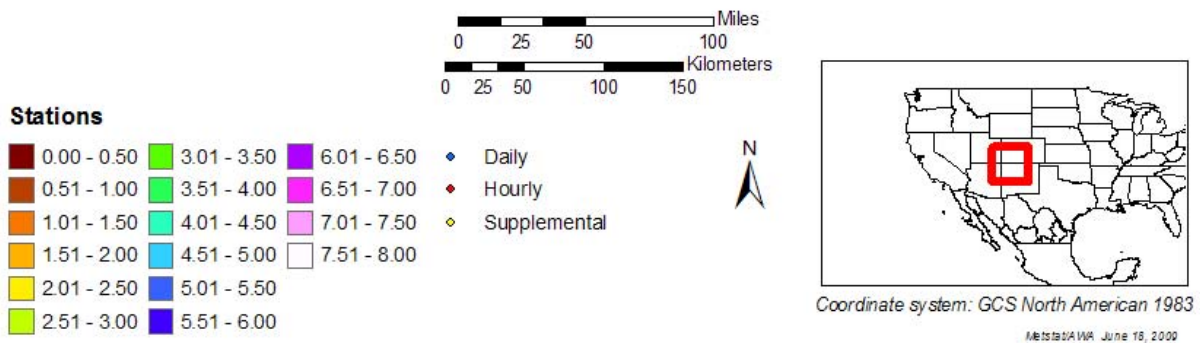 Miles
0 25 50 100
Kilometers
0 25 50 100 150
Stations
0.00 - 0.50 3.01 - 3.50 6.01 - 6.50 Daily
0.51 - 1.00 3.51 - 4.00 6.51 - 7.00 Hourly
1.01 - 1.50 4.01 - 4.50 7.01 - 7.50 Supplemental
1.51 - 2.00 4.51 - 5.00 7.51 - 8.00
2.01 - 2.50 5.01 - 5.50
2.51 - 3.00 5.51 - 6.00
N
Coordinate system: GCS North American 1983
Metstat/AWA June 18, 2009